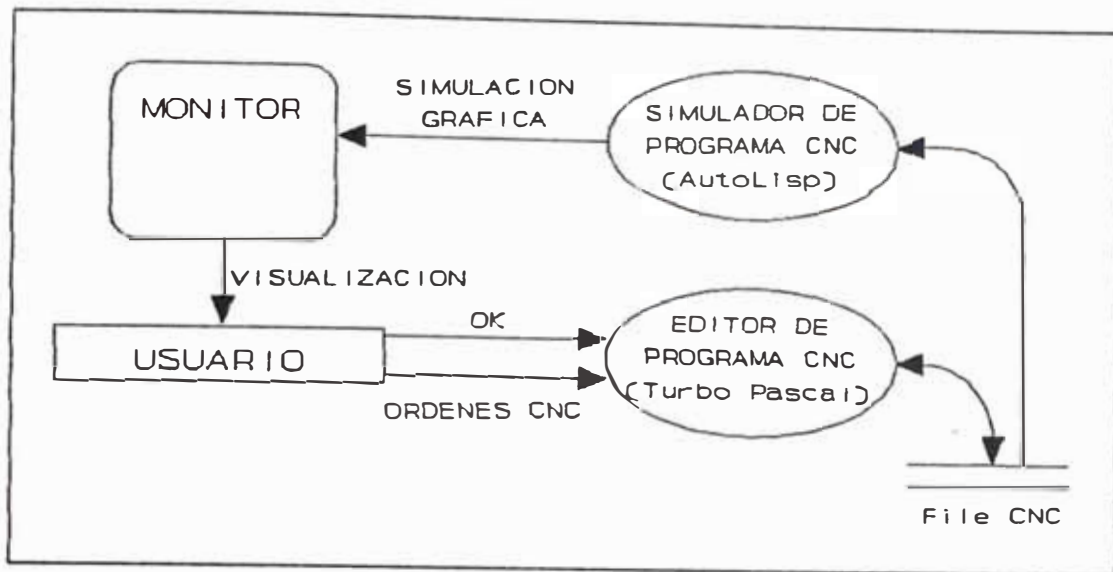 MONITOR
SIMULACION
GRAFICA
SIMULADOR DE
PROGRAMA CNC
(AutoLisp)
VISUALIZACION
USUARIO
OK
ORDENES CNC
EDITOR DE
PROGRAMA CNC
(Turbo Pascal)
File CNC